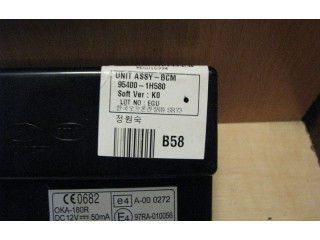 UNIT ASSY-BCM
95400-1H580
Soft Ver : K0
LOT NO : EGU
정원숙
B58
CE0682
e4 A-00 0272
OKA-180R
DC12V 50mA
E4 97RA-010056